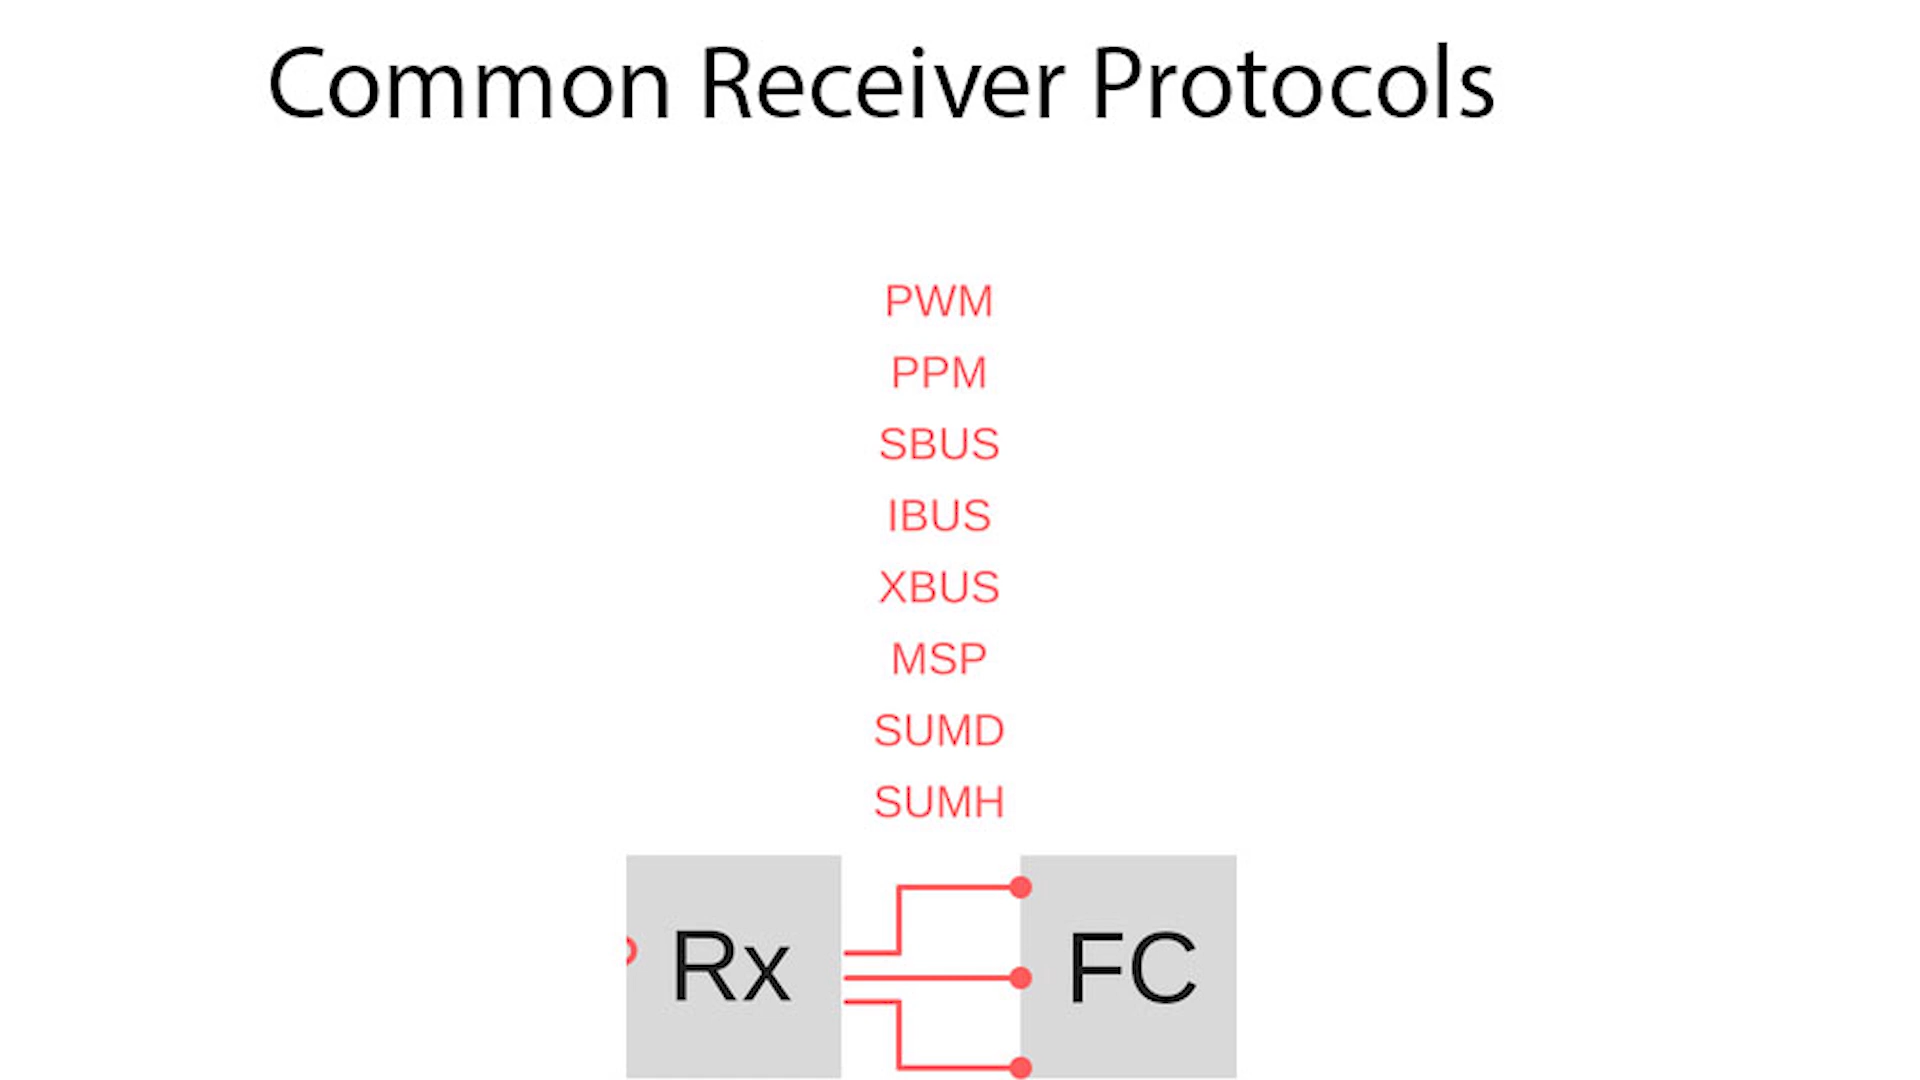 Common Receiver Protocols
PWM
PPM
SBUS
IBUS
XBUS
MSP
SUMD
SUMH
Rx
FC